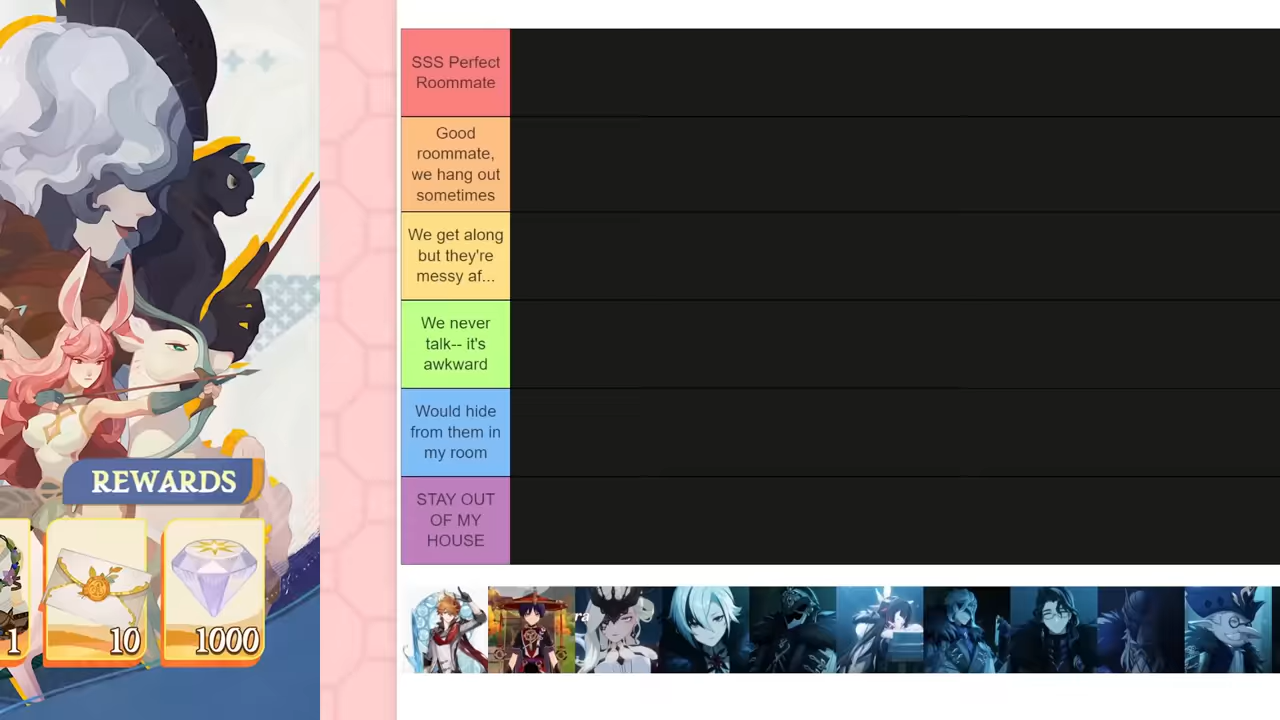 SSS Perfect
Roommate
Good
roommate,
we hang out
sometimes
We get along
but they're
messy af...
We never
talk-- it's
awkward
Would hide
from them in
my room
STAY OUT
OF MY
HOUSE
REWARDS
1
10
1000
ra